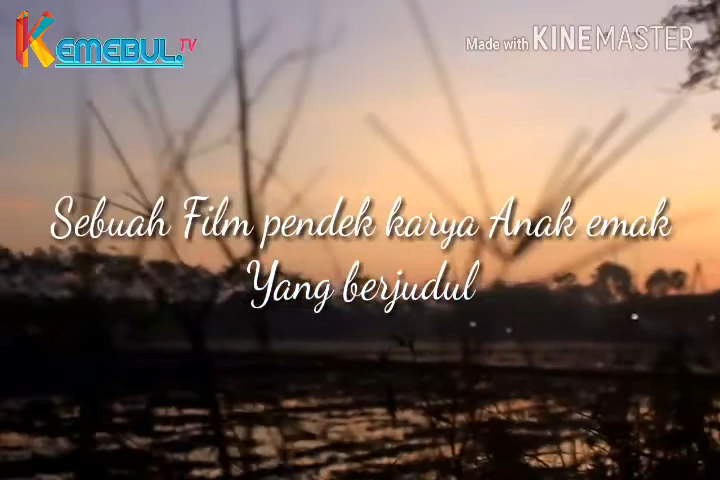 KEMEBUL.TV
Made with KINEMASTER
Sebuah Film pendek karya Anak emak
Yang berjudul